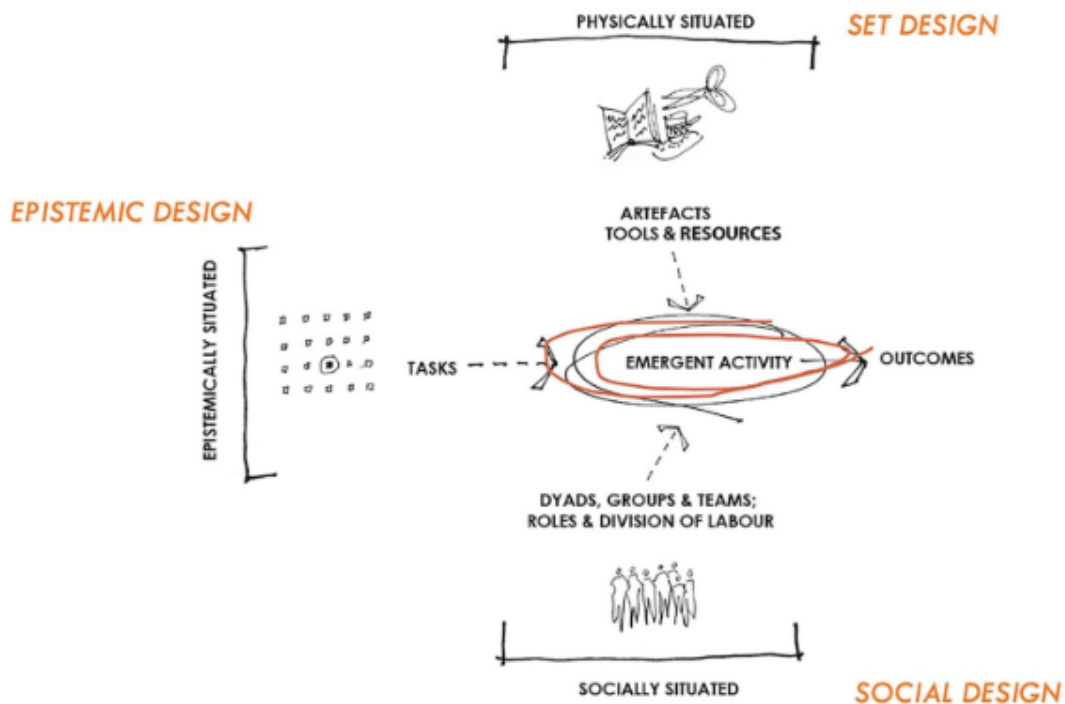 PHYSICALLY SITUATED
SET DESIGN
EPISTEMIC DESIGN
ARTEFACTS
TOOLS & RESOURCES
EPISTEMICALLY SITUATED
TASKS
EMERGENT ACTIVITY
OUTCOMES
DYADS, GROUPS & TEAMS;
ROLES & DIVISION OF LABOUR
SOCIALLY SITUATED
SOCIAL DESIGN